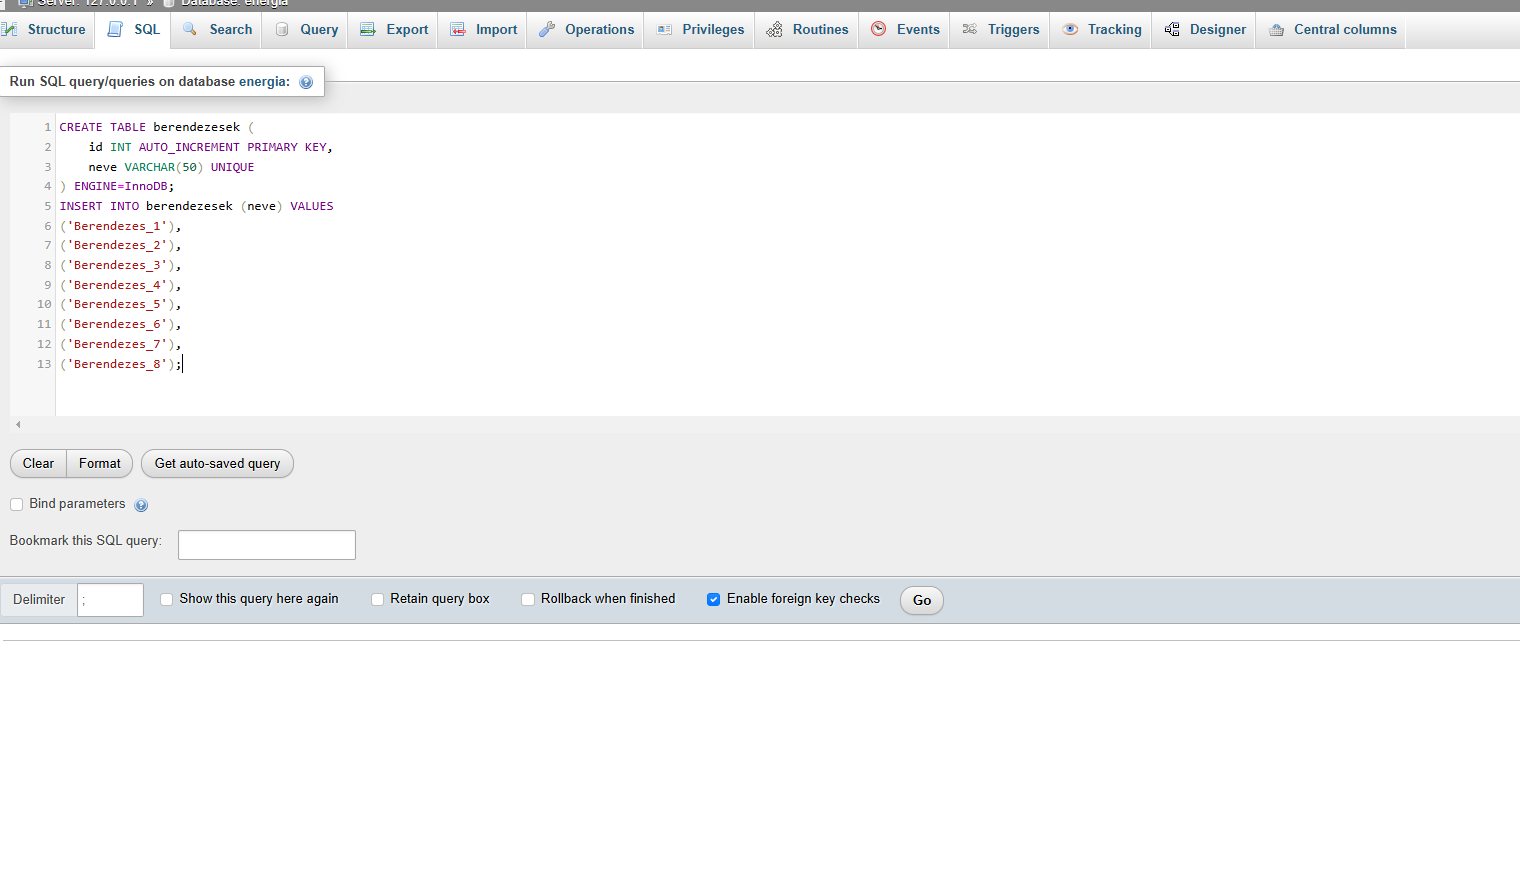 Server: 127.0.0.1 » Database: energia
Structure SQL Search Query Export Import Operations Privileges Routines Events Triggers Tracking Designer Central columns
Run SQL query/queries on database energia:
1 CREATE TABLE berendezesek (
2 id INT AUTO_INCREMENT PRIMARY KEY,
3 neve VARCHAR(50) UNIQUE
4 ) ENGINE=InnoDB;
5 INSERT INTO berendezesek (neve) VALUES
6 ('Berendezes_1'),
7 ('Berendezes_2'),
8 ('Berendezes_3'),
9 ('Berendezes_4'),
10 ('Berendezes_5'),
11 ('Berendezes_6'),
12 ('Berendezes_7'),
13 ('Berendezes_8');
Clear Format Get auto-saved query
Bind parameters
Bookmark this SQL query:
Delimiter ; Show this query here again Retain query box Rollback when finished Enable foreign key checks Go